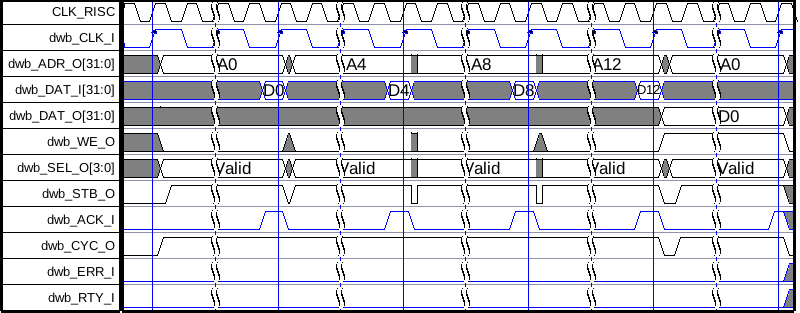 CLK_RISC
dwb_CLK_I
dwb_ADR_O[31:0] A0 A4 A8 A12 A0
dwb_DAT_I[31:0] D0 D4 D8 D12
dwb_DAT_O[31:0] D0
dwb_WE_O
dwb_SEL_O[3:0] Valid Valid Valid Valid Valid
dwb_STB_O
dwb_ACK_I
dwb_CYC_O
dwb_ERR_I
dwb_RTY_I